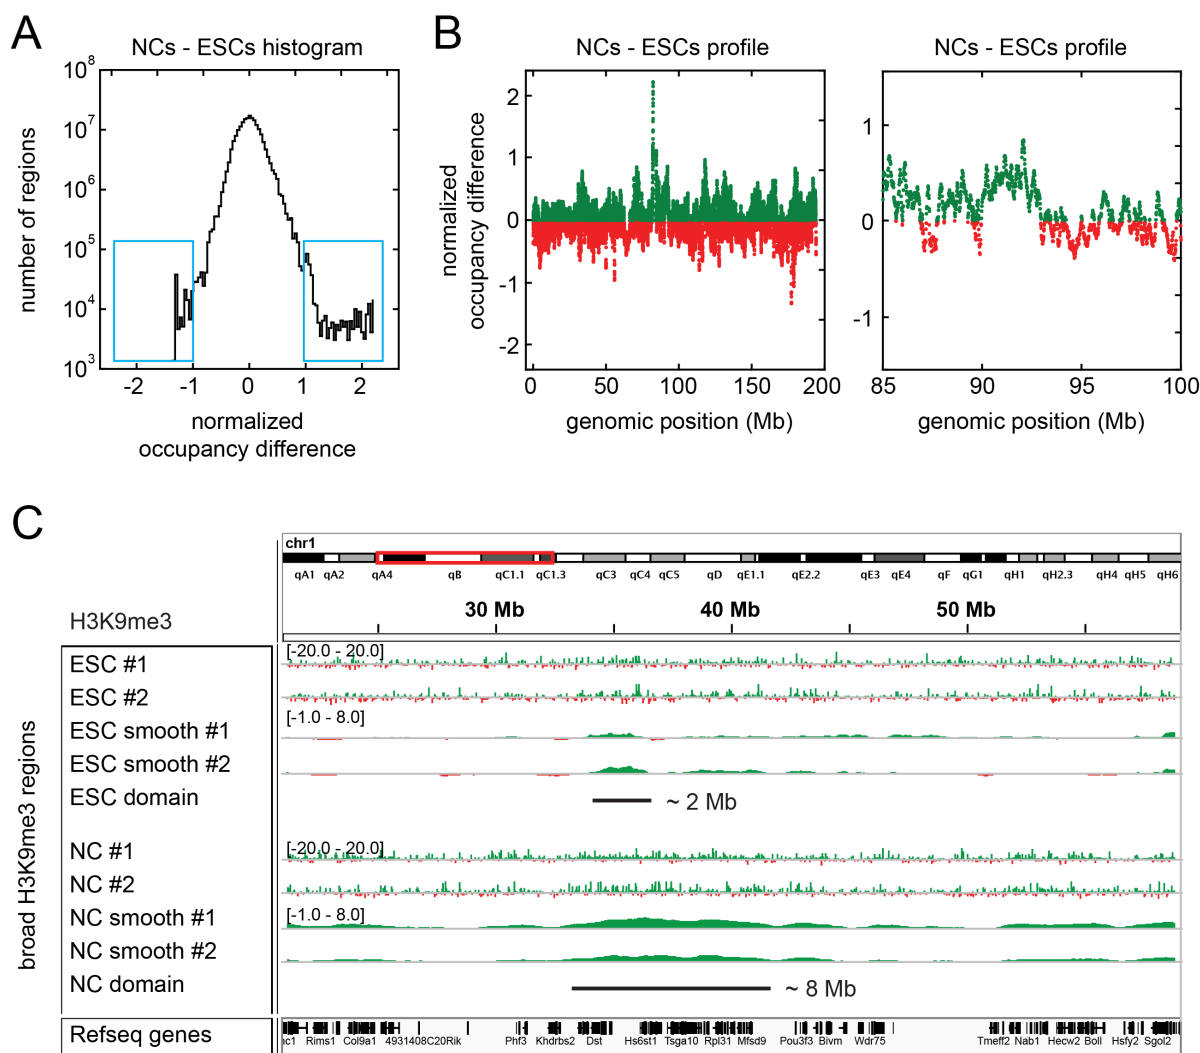 A
NCs - ESCs histogram
number of regions
10^8
10^7
10^6
10^5
10^4
10^3
-2 -1 0 1 2
normalized
occupancy difference
B
NCs - ESCs profile
normalized
occupancy difference
2
1
0
-1
-2
0 50 100 150 200
genomic position (Mb)
NCs - ESCs profile
1
0
-1
85 90 95 100
genomic position (Mb)
C
chr1
qA1 qA2 qA4 qB qC1.1 qC1.3 qC3 qC4 qC5 qD qE1.1 qE2.2 qE3 qE4 qF qG1 qH1 qH2.3 qH4 qH5 qH6
30 Mb 40 Mb 50 Mb
H3K9me3
broad H3K9me3 regions
ESC #1 [-20.0 - 20.0]
ESC #2
ESC smooth #1 [-1.0 - 8.0]
ESC smooth #2
ESC domain ~ 2 Mb
NC #1 [-20.0 - 20.0]
NC #2
NC smooth #1 [-1.0 - 8.0]
NC smooth #2
NC domain ~ 8 Mb
Refseq genes
Rims1 Col9a1 4931408C20Rik Phf3 Khdrbs2 Dst Hs6st1 Tsga10 Rpl31 Mfsd9 Pou3f3 Bivm Wdr75 Tmeff2 Nab1 Hecw2 Boll Hsfy2 Sgol2